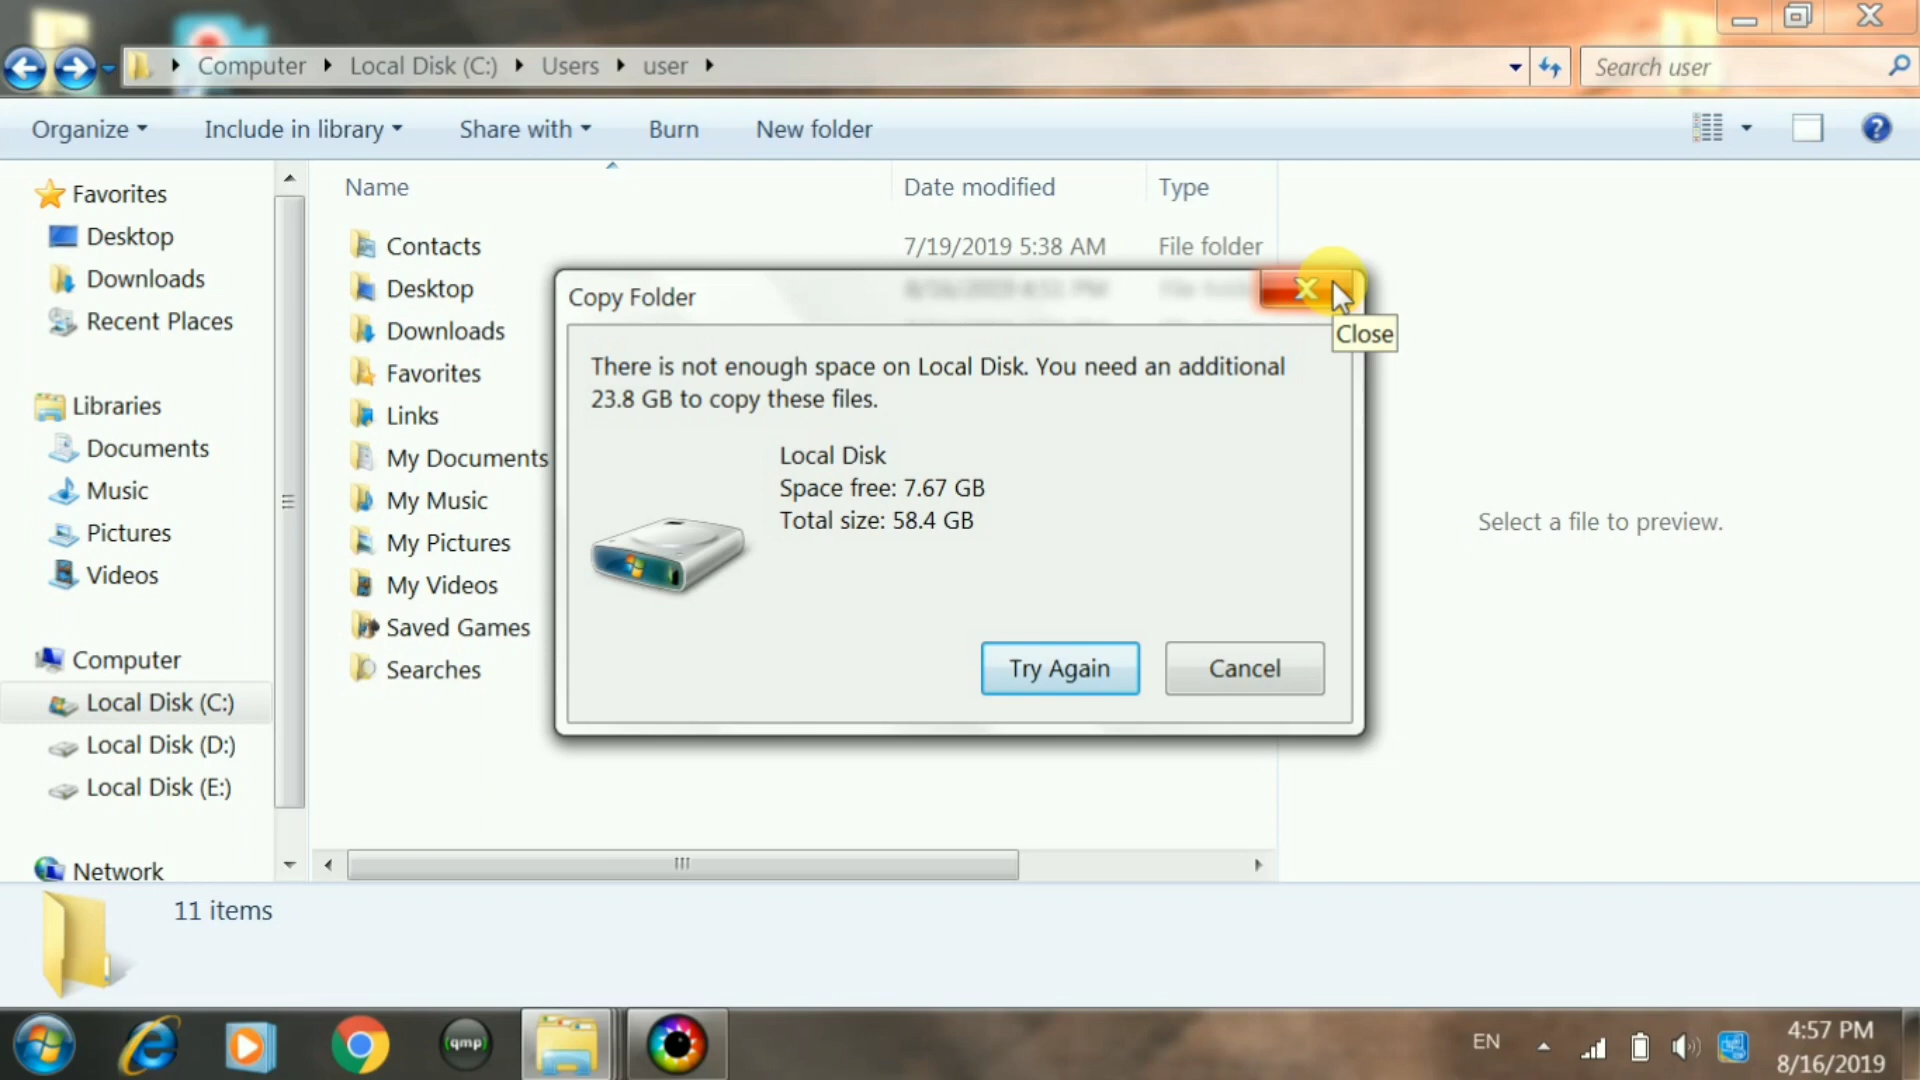 Computer
Local Disk (C:)
Users
user
Search user
Organize
Include in library
Share with
Burn
New folder
Favorites
Desktop
Downloads
Recent Places
Libraries
Documents
Music
Pictures
Videos
Computer
Local Disk (C:)
Local Disk (D:)
Local Disk (E:)
Network
Name
Date modified
Type
Contacts
7/19/2019 5:38 AM
File folder
Desktop
Downloads
Favorites
Links
My Documents
My Music
My Pictures
My Videos
Saved Games
Searches
Copy Folder
Close
There is not enough space on Local Disk. You need an additional
23.8 GB to copy these files.
Local Disk
Space free: 7.67 GB
Total size: 58.4 GB
Try Again
Cancel
Select a file to preview.
11 items
(qmp)
EN
4:57 PM
8/16/2019